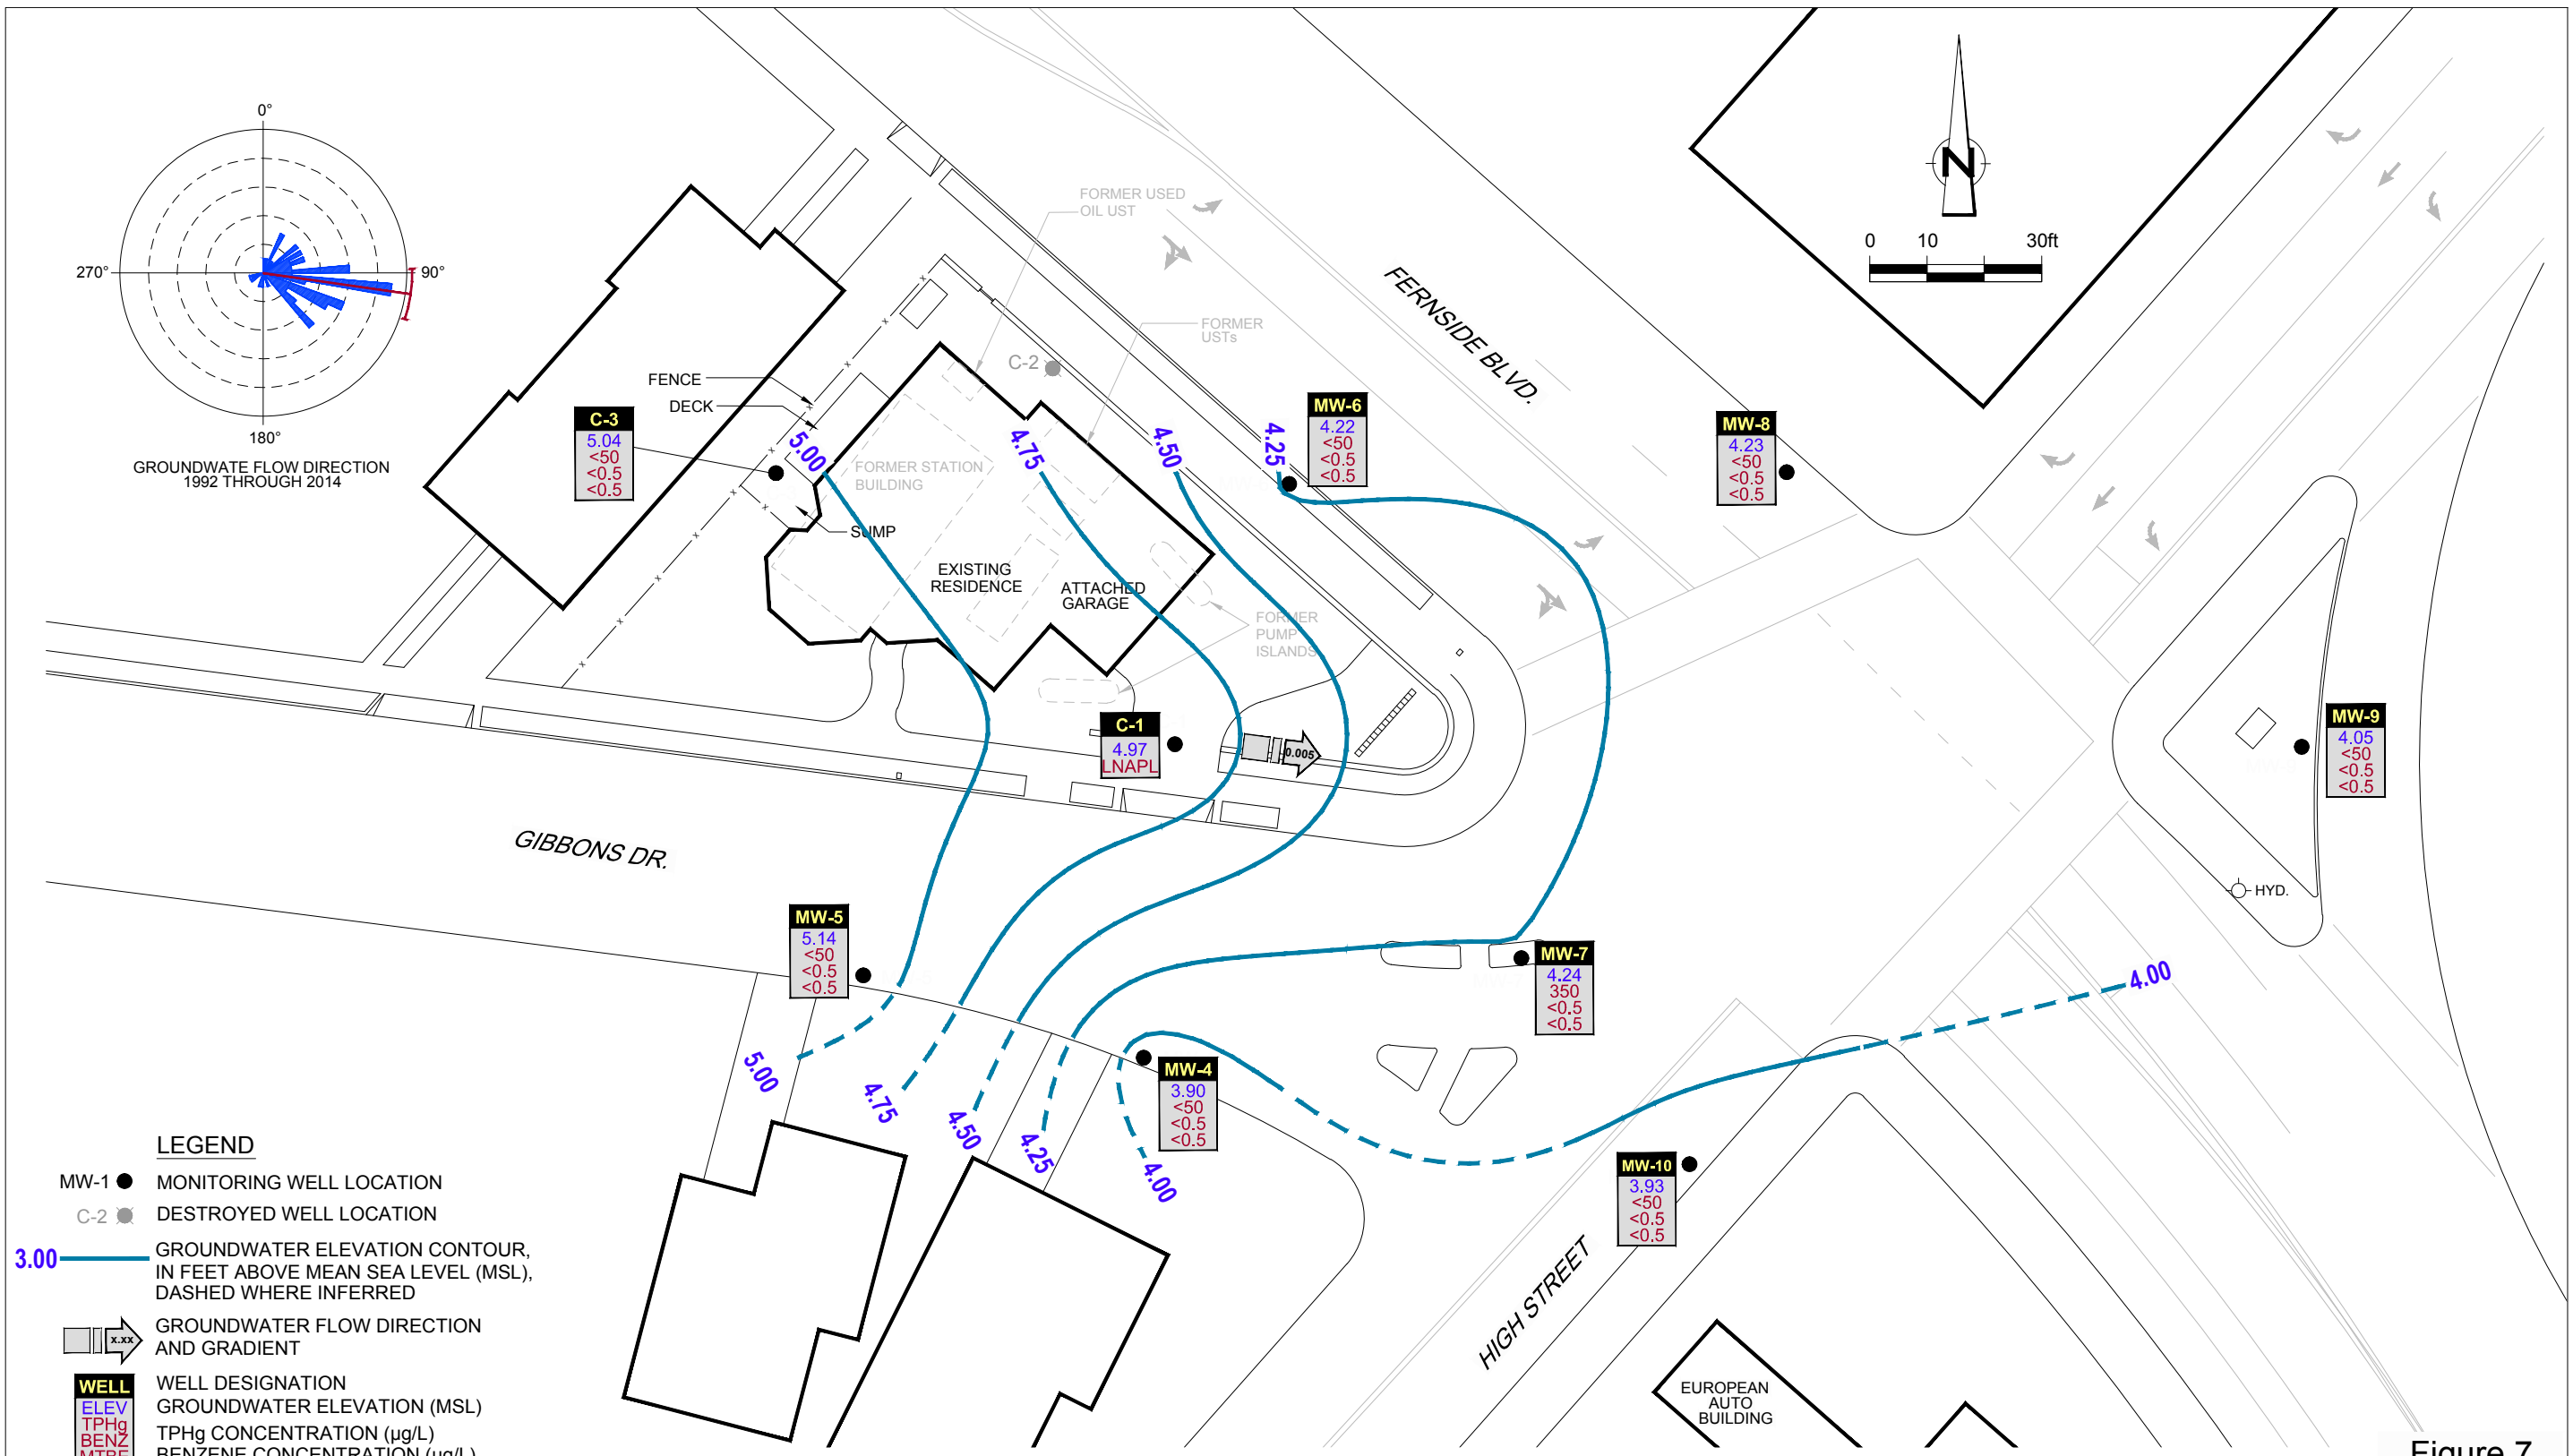 0°
270°
90°
180°
GROUNDWATE FLOW DIRECTION
1992 THROUGH 2014
FORMER USED
OIL UST
FORMER
USTs
C-2
FENCE
DECK
SUMP
FORMER STATION
BUILDING
EXISTING
RESIDENCE
ATTACHED
GARAGE
FORMER
PUMP
ISLANDS
FERNSIDE BLVD.
GIBBONS DR.
HIGH STREET
N
0 10 30ft
C-3
5.04
<50
<0.5
<0.5
MW-6
4.22
<50
<0.5
<0.5
MW-8
4.23
<50
<0.5
<0.5
MW-9
4.05
<50
<0.5
<0.5
C-1
4.97
LNAPL
0.005
MW-5
5.14
<50
<0.5
<0.5
MW-7
4.24
350
<0.5
<0.5
MW-4
3.90
<50
<0.5
<0.5
MW-10
3.93
<50
<0.5
<0.5
5.00
4.75
4.50
4.25
5.00
4.75
4.50
4.25
4.00
4.00
HYD.
EUROPEAN
AUTO
BUILDING
LEGEND
MW-1 MONITORING WELL LOCATION
C-2 DESTROYED WELL LOCATION
3.00 GROUNDWATER ELEVATION CONTOUR,
IN FEET ABOVE MEAN SEA LEVEL (MSL),
DASHED WHERE INFERRED
x.xx GROUNDWATER FLOW DIRECTION
AND GRADIENT
WELL WELL DESIGNATION
ELEV GROUNDWATER ELEVATION (MSL)
TPHg TPHg CONCENTRATION (µg/L)
BENZ BENZENE CONCENTRATION (µg/L)
MTBE
Figure 7